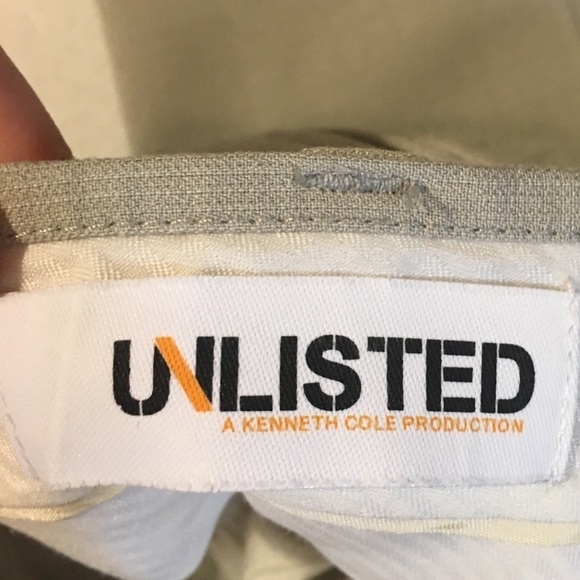 UNLISTED
A KENNETH COLE PRODUCTION